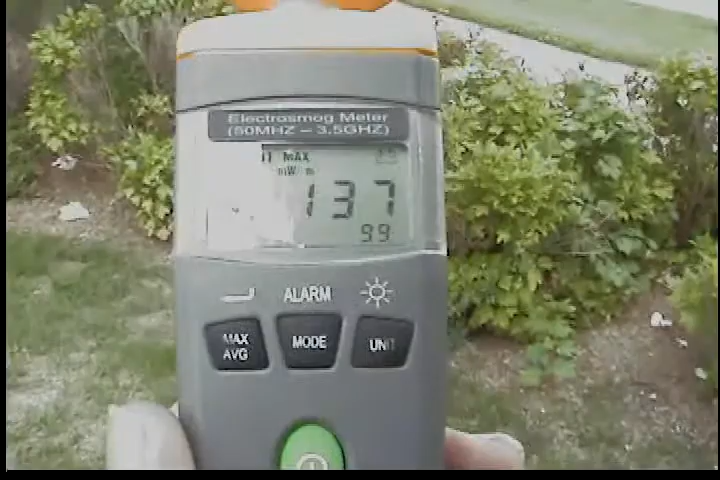 Electrosmog Meter
(50MHZ – 3.5GHZ)
MAX
137
99
ALARM
MAX
AVG
MODE
UNIT